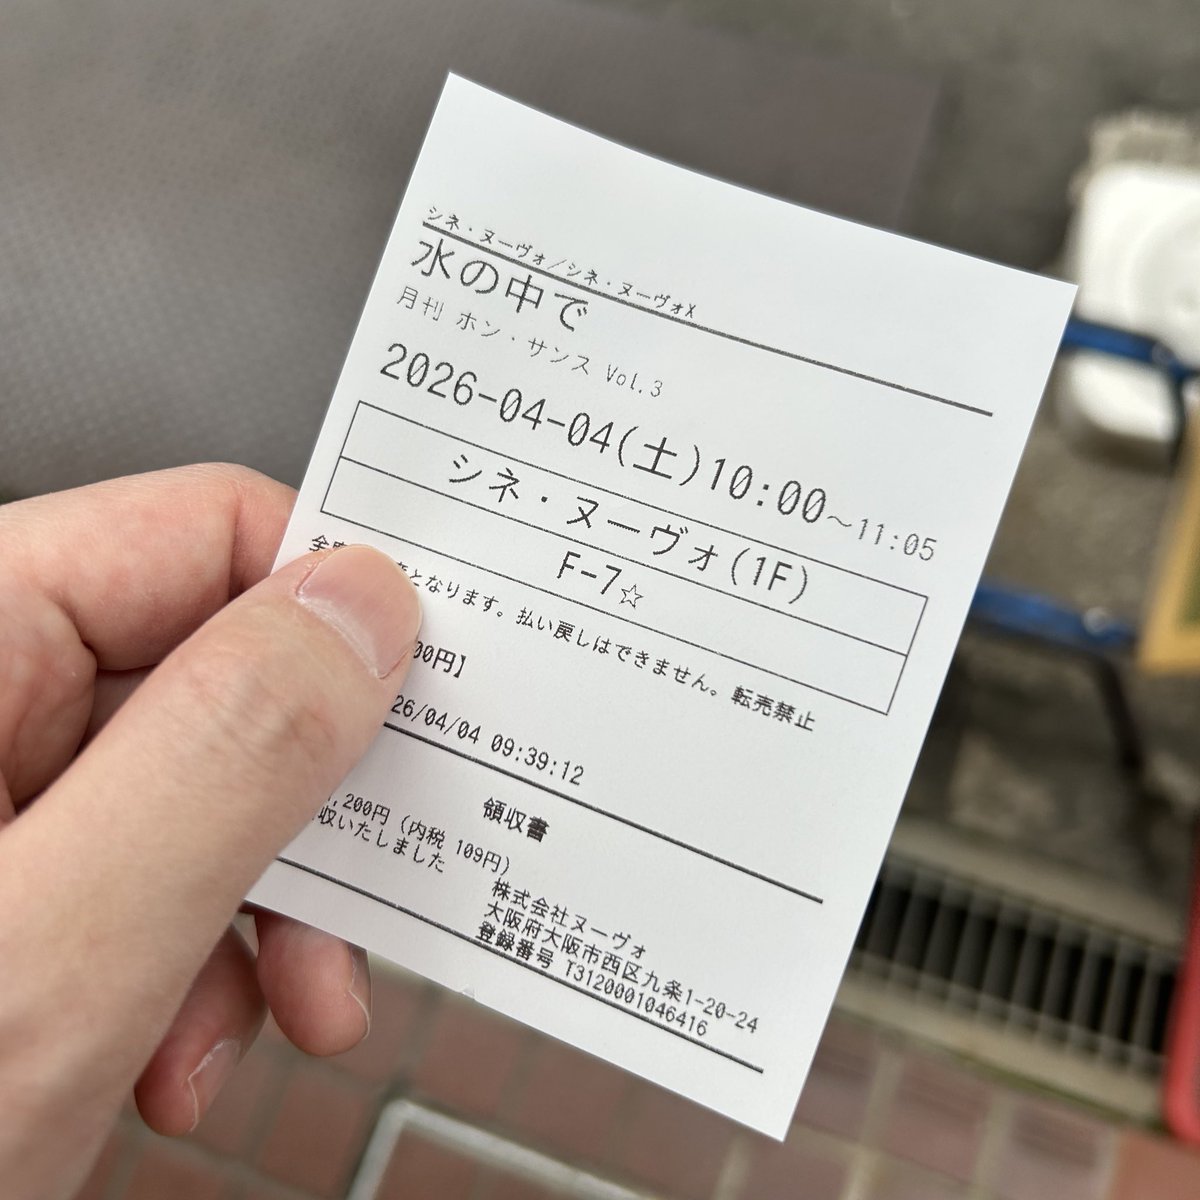 シネ・ヌーヴォ/シネ・ヌーヴォX
水の中で
月刊 ホン・サンス Vol.3
2026-04-04(土)10:00～11:05
シネ・ヌーヴォ(1F)
F-7☆
となります。払い戻しはできません。転売禁止
00円】
26/04/04 09:39:12
領収書
,200円 (内税 109円)
収いたしました
株式会社ヌーヴォ
大阪府大阪市西区九条1-20-24
登録番号 T3120001046416